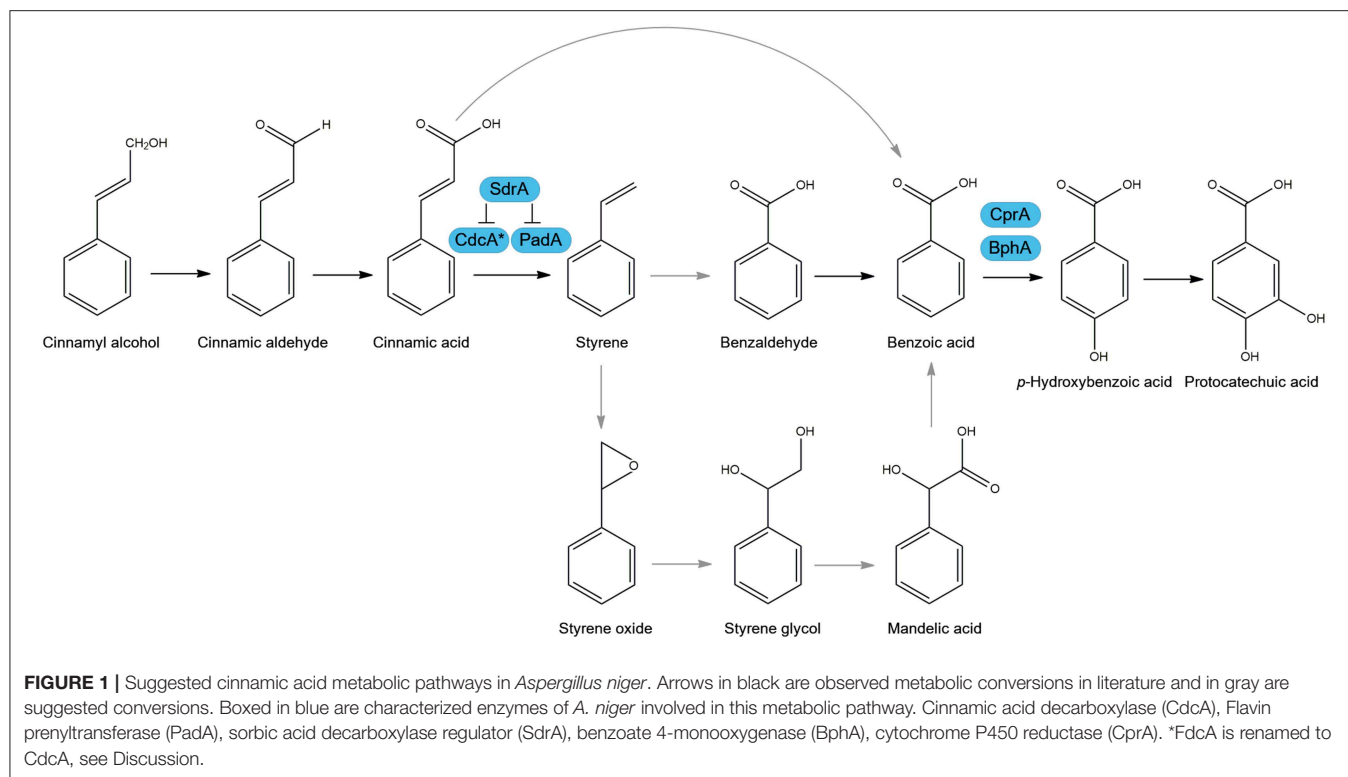 O
OH
O
H
O
OH
O
OH
O
OH
CH₂OH
SdrA
CprA
CdcA*
PadA
BphA
OH
OH
OH
Cinnamyl alcohol
Cinnamic aldehyde
Cinnamic acid
Styrene
Benzaldehyde
Benzoic acid
p-Hydroxybenzoic acid
Protocatechuic acid
OH
OH
O
HO
HO
O
Styrene oxide
Styrene glycol
Mandelic acid
FIGURE 1 | Suggested cinnamic acid metabolic pathways in Aspergillus niger. Arrows in black are observed metabolic conversions in literature and in gray are
suggested conversions. Boxed in blue are characterized enzymes of A. niger involved in this metabolic pathway. Cinnamic acid decarboxylase (CdcA), Flavin
prenyltransferase (PadA), sorbic acid decarboxylase regulator (SdrA), benzoate 4-monooxygenase (BphA), cytochrome P450 reductase (CprA). *FdcA is renamed to
CdcA, see Discussion.